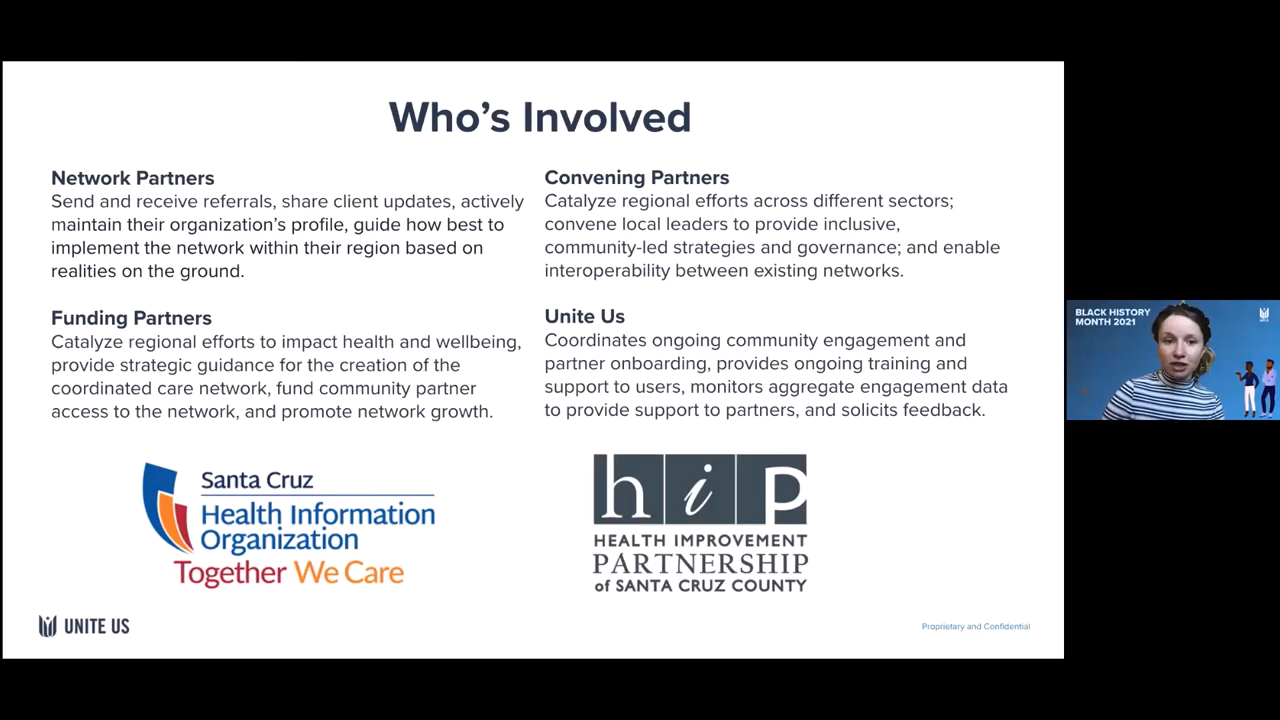 Who's Involved
Network Partners
Send and receive referrals, share client updates, actively
maintain their organization's profile, guide how best to
implement the network within their region based on
realities on the ground.
Funding Partners
Catalyze regional efforts to impact health and wellbeing,
provide strategic guidance for the creation of the
coordinated care network, fund community partner
access to the network, and promote network growth.
Convening Partners
Catalyze regional efforts across different sectors;
convene local leaders to provide inclusive,
community-led strategies and governance; and enable
interoperability between existing networks.
Unite Us
Coordinates ongoing community engagement and
partner onboarding, provides ongoing training and
support to users, monitors aggregate engagement data
to provide support to partners, and solicits feedback.
Santa Cruz
Health Information
Organization
Together We Care
hip
HEALTH IMPROVEMENT
PARTNERSHIP
of SANTA CRUZ COUNTY
UNITE US
Proprietary and Confidential
BLACK HISTORY
MONTH 2021